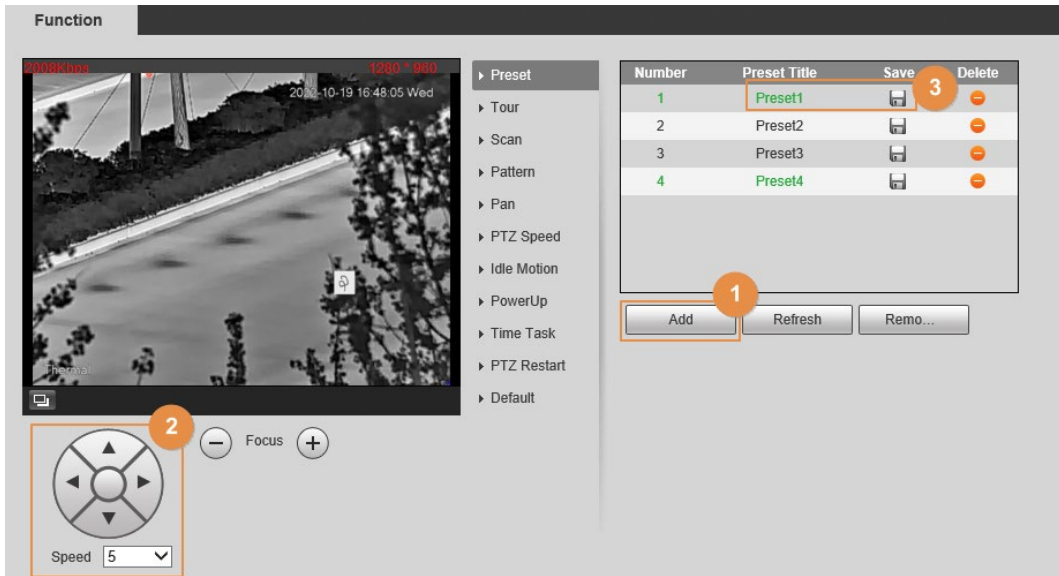 Function
2008Kbps
1280 * 960
2022-10-19 16:48:05 Wed
Thermal
2
Focus
Speed 5
Preset
Tour
Scan
Pattern
Pan
PTZ Speed
Idle Motion
PowerUp
Time Task
PTZ Restart
Default
Number Preset Title Save Delete
3
1 Preset1
2 Preset2
3 Preset3
4 Preset4
1
Add Refresh Remo...